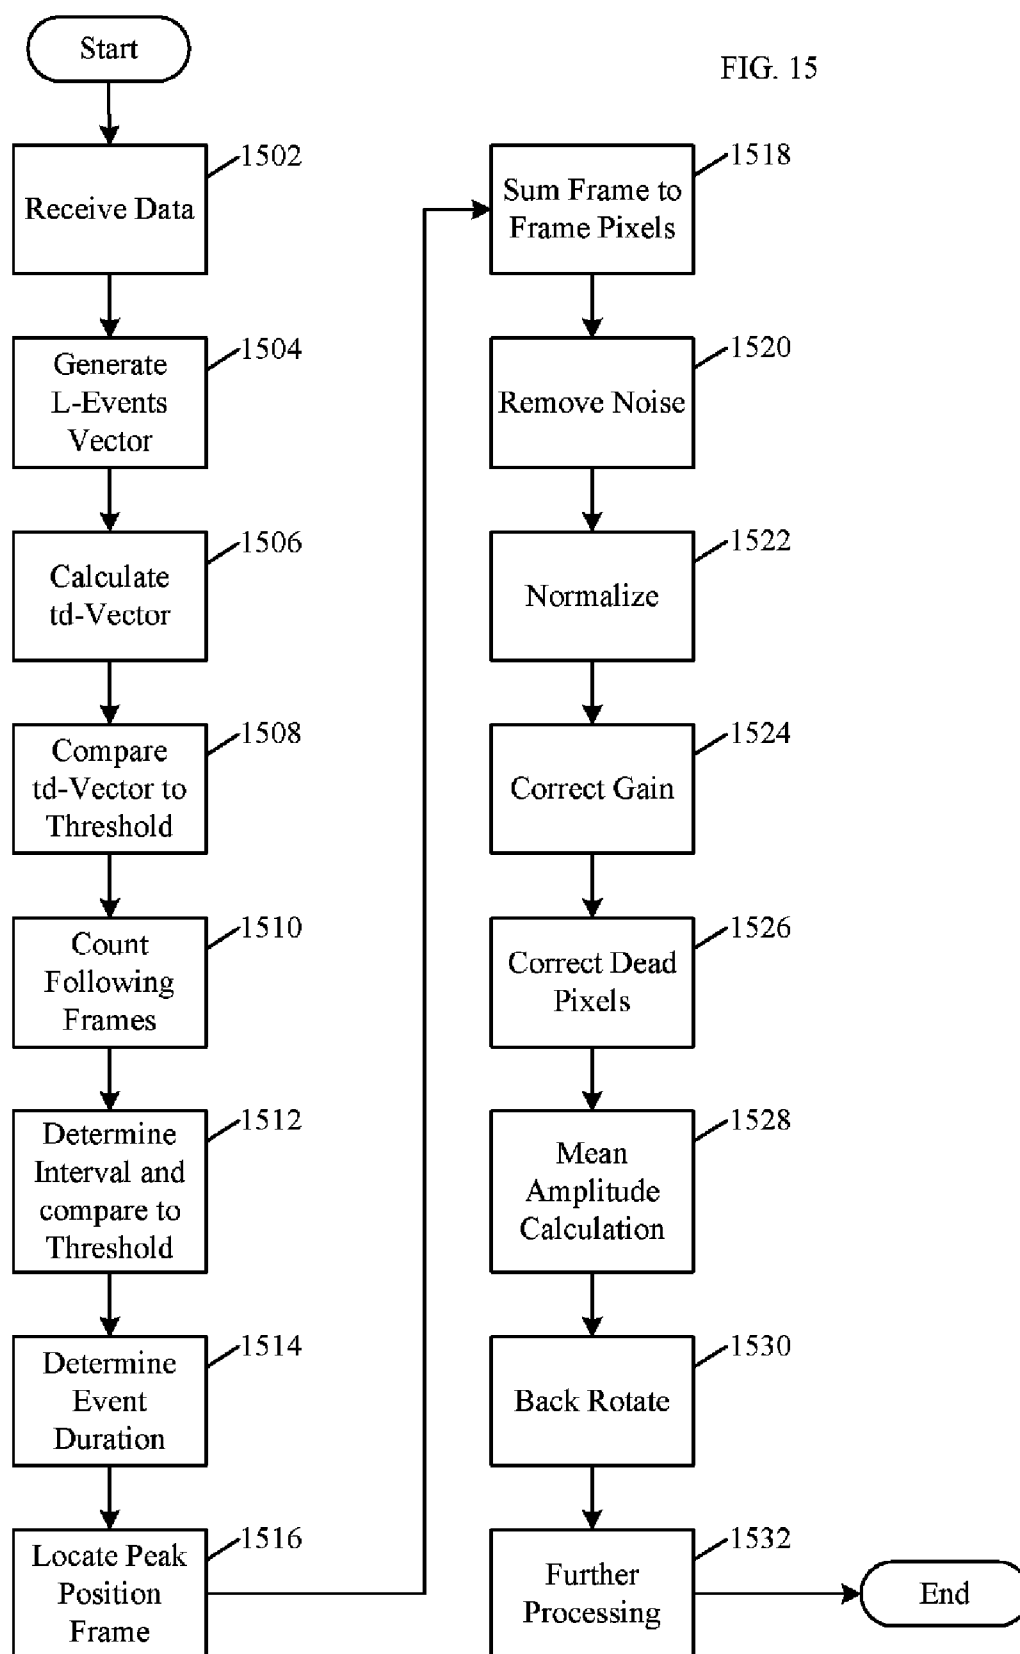 Start
FIG. 15
1502
Receive Data
1504
Generate
L-Events
Vector
1506
Calculate
td-Vector
1508
Compare
td-Vector to
Threshold
1510
Count
Following
Frames
1512
Determine
Interval and
compare to
Threshold
1514
Determine
Event
Duration
1516
Locate Peak
Position
Frame
1518
Sum Frame to
Frame Pixels
1520
Remove Noise
1522
Normalize
1524
Correct Gain
1526
Correct Dead
Pixels
1528
Mean
Amplitude
Calculation
1530
Back Rotate
1532
Further
Processing
End